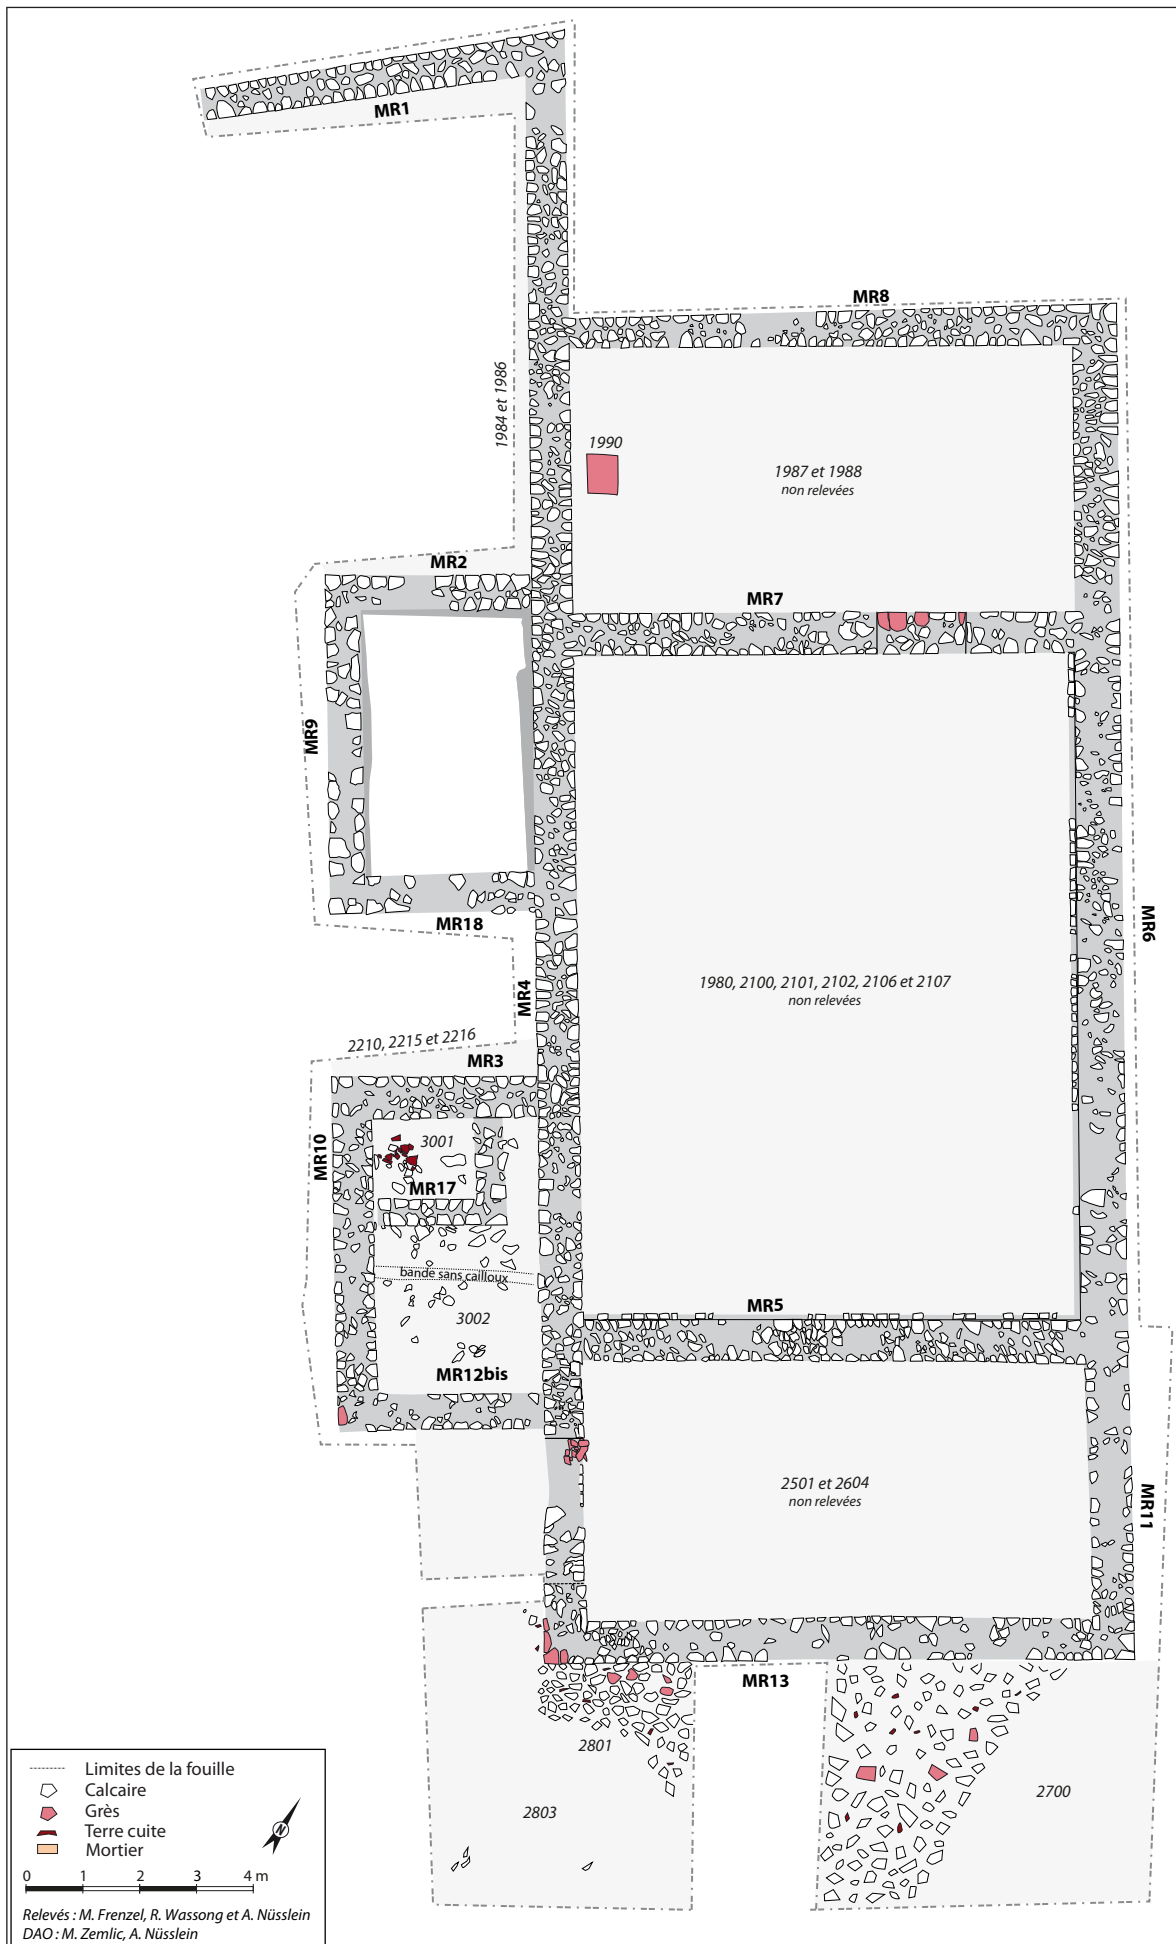 MR1
MR8
1984 et 1986
1990
1987 et 1988
non relevées
MR2
MR7
MR9
MR18
MR4
MR6
1980, 2100, 2101, 2102, 2106 et 2107
non relevées
2210, 2215 et 2216
MR3
MR10
3001
MR17
bande sans cailloux
3002
MR5
MR12bis
2501 et 2604
non relevées
MR11
MR13
2801
2803
2700
Limites de la fouille
Calcaire
Grès
Terre cuite
Mortier
N
0 1 2 3 4 m
Relevés : M. Frenzel, R. Wassong et A. Nüsslein
DAO : M. Zemlic, A. Nüsslein